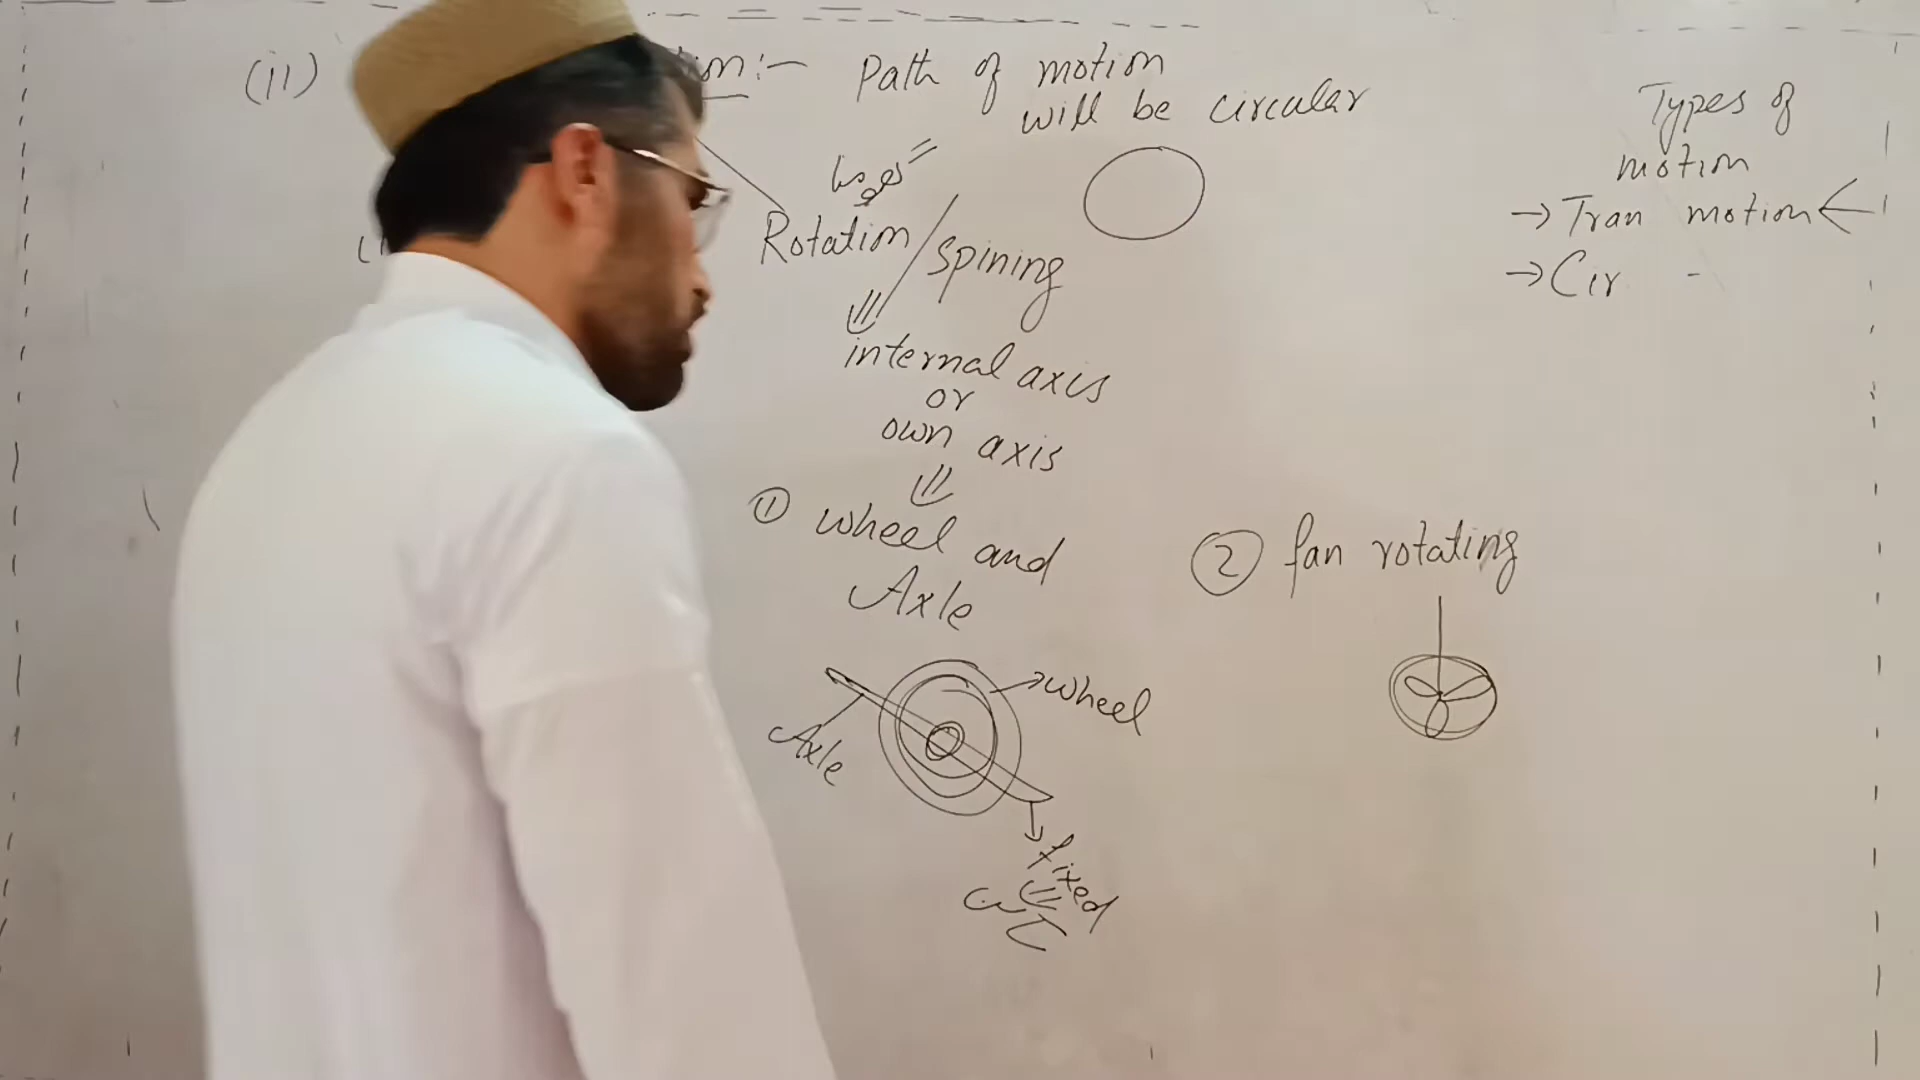 (ii)
Path of motion
will be circular
Types of
motion
→ Tran motion ←
→ Cir -
Rotation / Spining
internal axis
or
own axis
① wheel and
Axle
② fan rotating
wheel
Axle
fixed